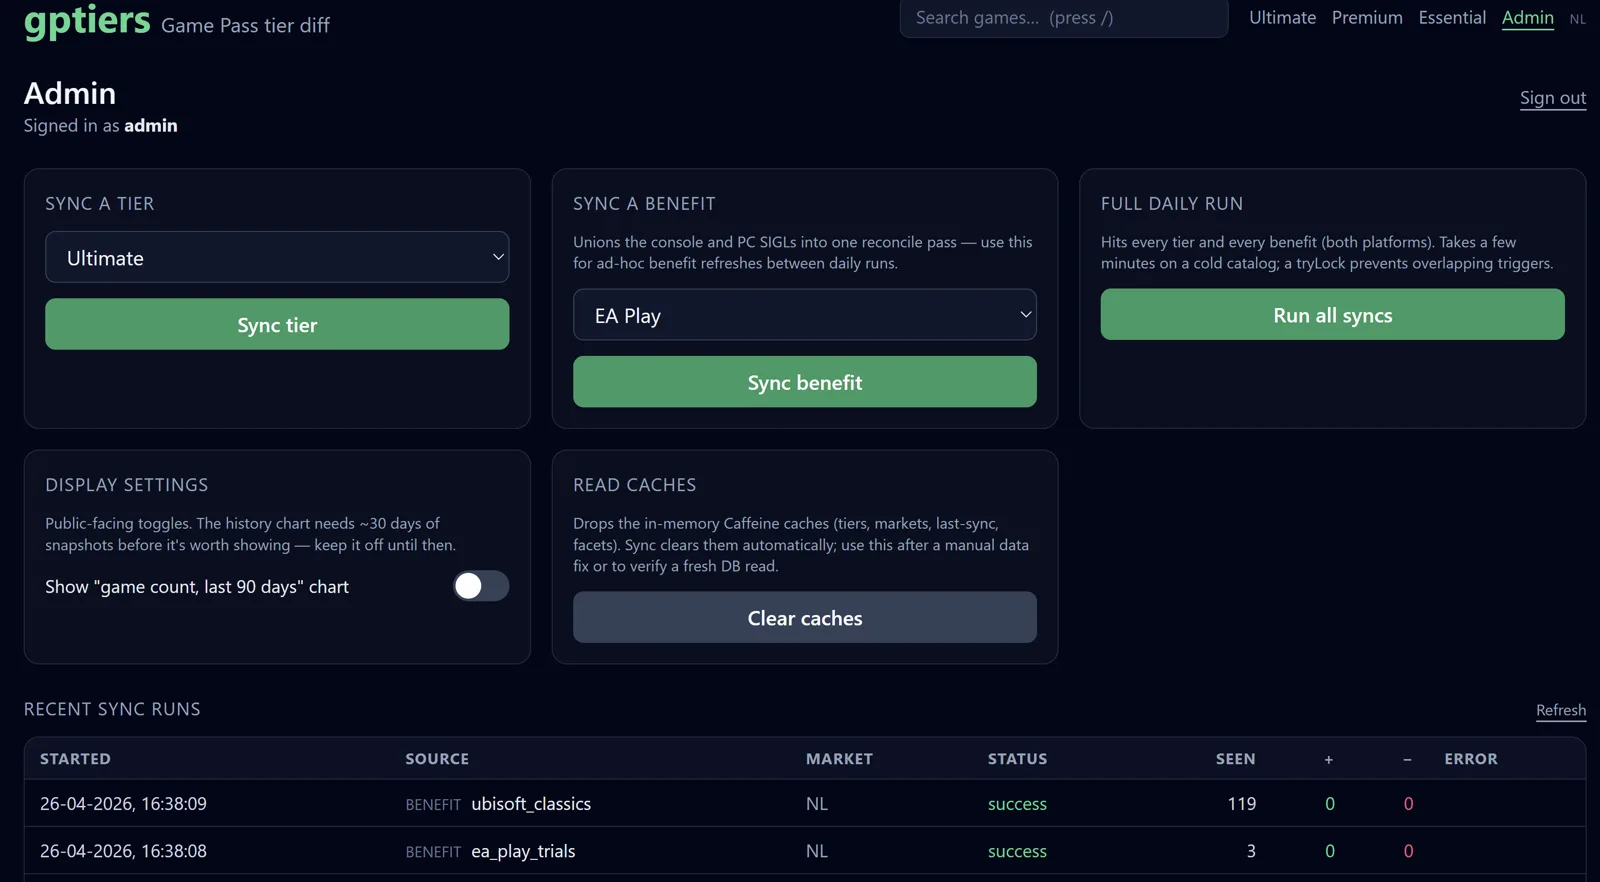 gptiers Game Pass tier diff
Search games... (press /)
Ultimate Premium Essential Admin NL
Admin
Signed in as admin
Sign out
SYNC A TIER
Ultimate
Sync tier
SYNC A BENEFIT
Unions the console and PC SIGLs into one reconcile pass — use this
for ad-hoc benefit refreshes between daily runs.
EA Play
Sync benefit
FULL DAILY RUN
Hits every tier and every benefit (both platforms). Takes a few
minutes on a cold catalog; a tryLock prevents overlapping triggers.
Run all syncs
DISPLAY SETTINGS
Public-facing toggles. The history chart needs ~30 days of
snapshots before it's worth showing — keep it off until then.
Show "game count, last 90 days" chart
READ CACHES
Drops the in-memory Caffeine caches (tiers, markets, last-sync,
facets). Sync clears them automatically; use this after a manual data
fix or to verify a fresh DB read.
Clear caches
RECENT SYNC RUNS
Refresh
STARTED SOURCE MARKET STATUS SEEN + − ERROR
26-04-2026, 16:38:09 BENEFIT ubisoft_classics NL success 119 0 0
26-04-2026, 16:38:08 BENEFIT ea_play_trials NL success 3 0 0